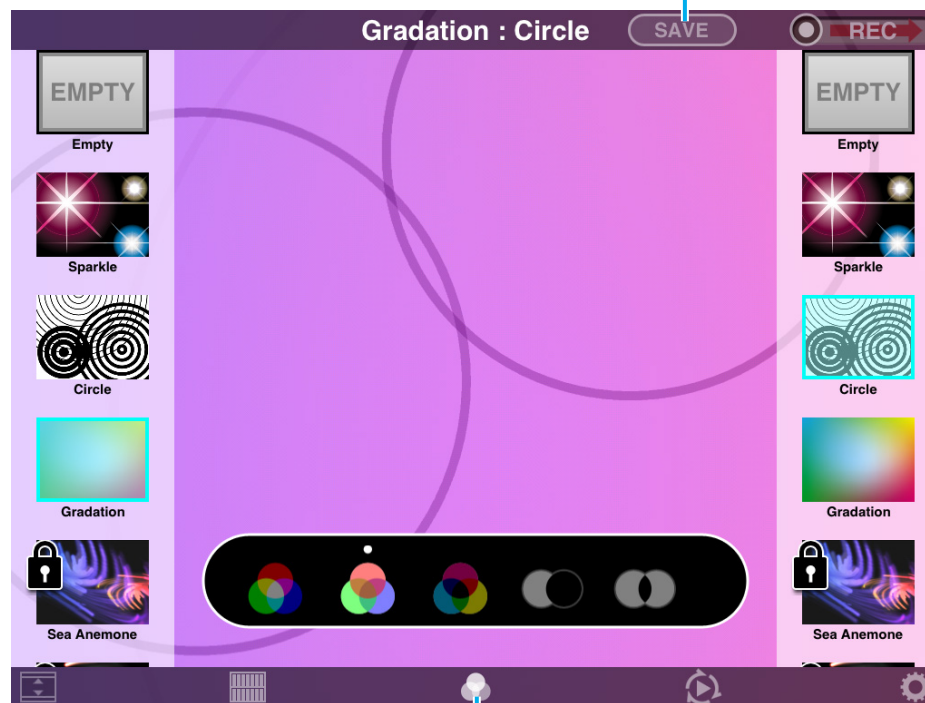 Gradation : Circle
SAVE
REC
EMPTY
Empty
Sparkle
Circle
Gradation
Sea Anemone
EMPTY
Empty
Sparkle
Circle
Gradation
Sea Anemone